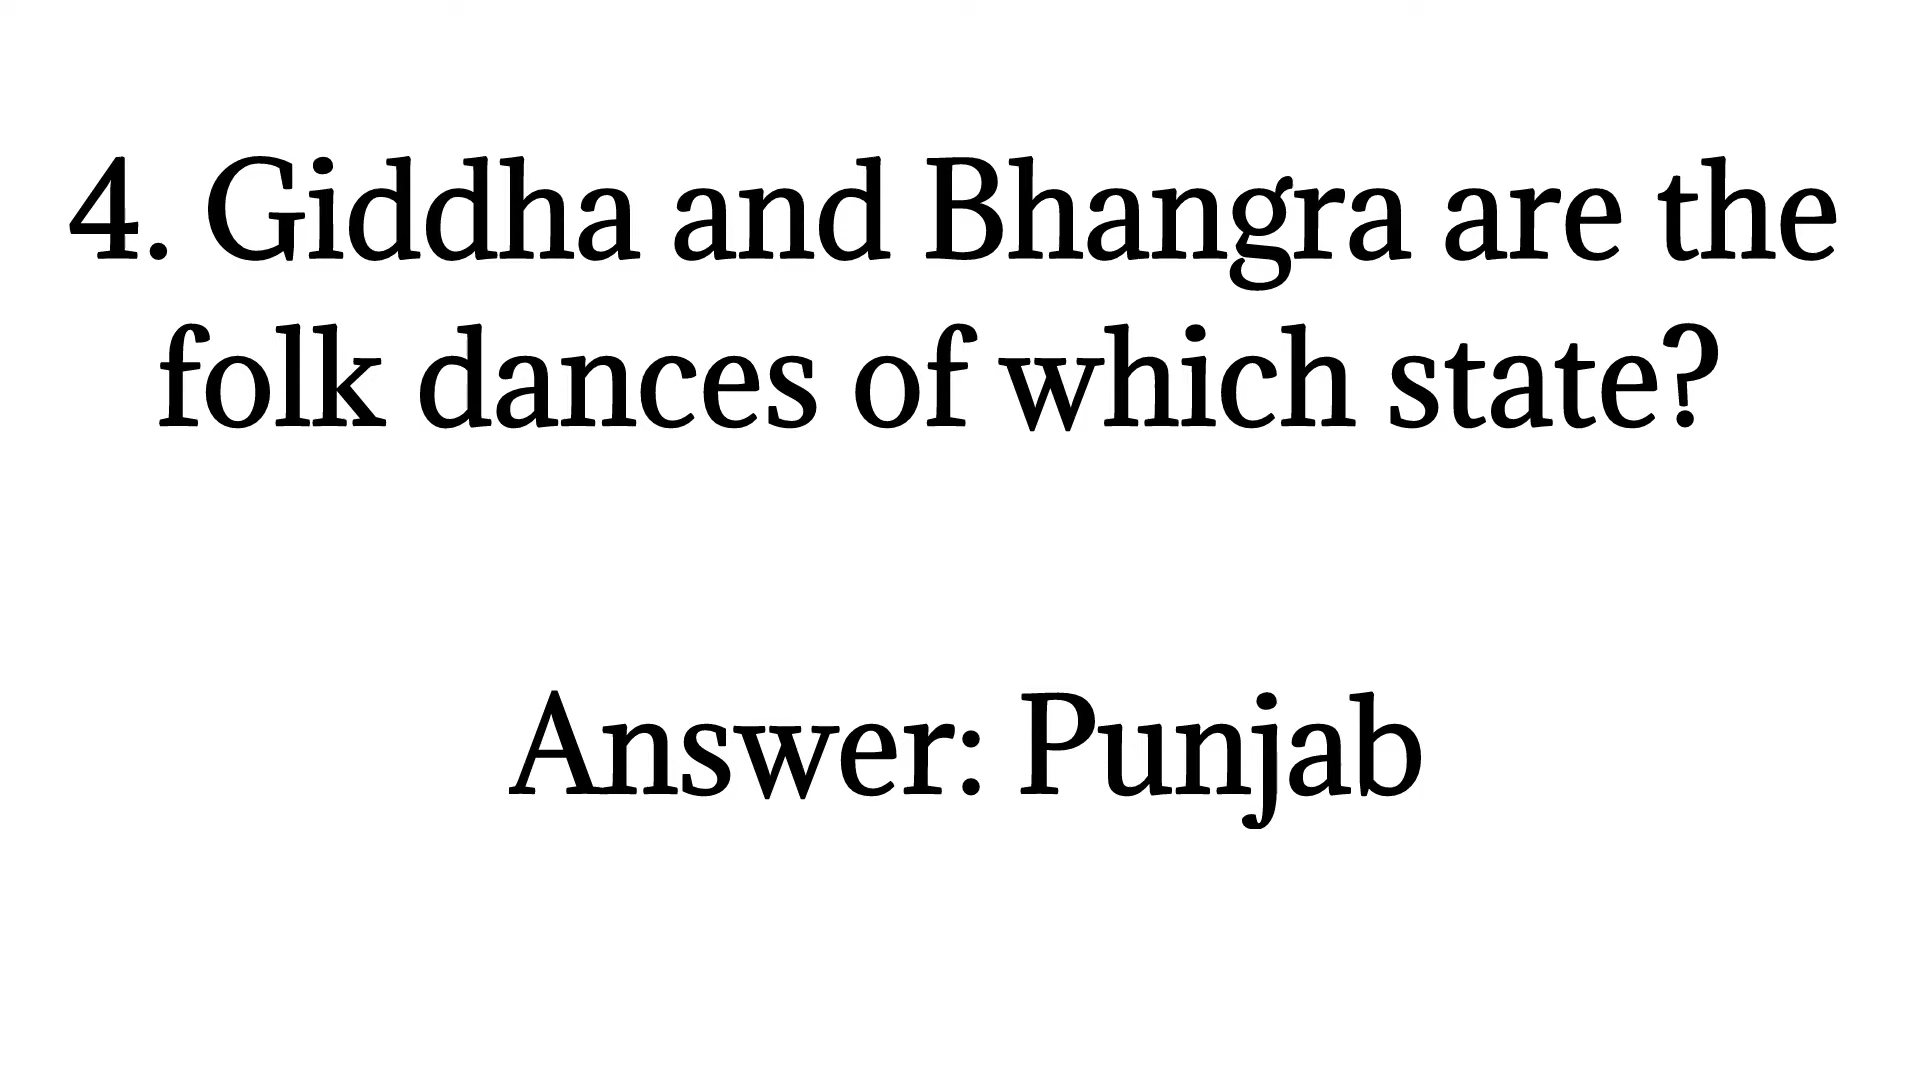 4. Giddha and Bhangra are the
folk dances of which state?
Answer: Punjab